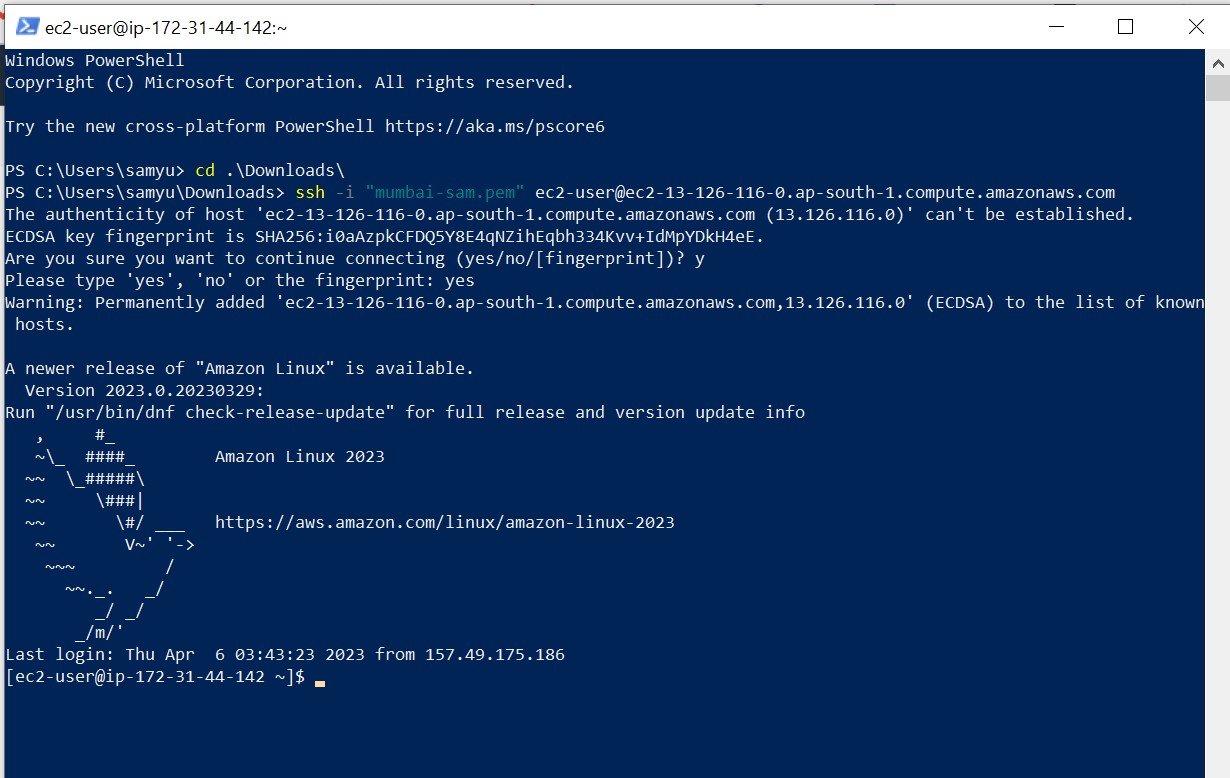 ec2-user@ip-172-31-44-142:~
Windows PowerShell
Copyright (C) Microsoft Corporation. All rights reserved.
Try the new cross-platform PowerShell https://aka.ms/pscore6
PS C:\Users\samyu> cd .\Downloads\
PS C:\Users\samyu\Downloads> ssh -i "mumbai-sam.pem" ec2-user@ec2-13-126-116-0.ap-south-1.compute.amazonaws.com
The authenticity of host 'ec2-13-126-116-0.ap-south-1.compute.amazonaws.com (13.126.116.0)' can't be established.
ECDSA key fingerprint is SHA256:i0aAzpkCFDQ5Y8E4qNZihEqbh334Kvv+IdMpYDkH4eE.
Are you sure you want to continue connecting (yes/no/[fingerprint])? y
Please type 'yes', 'no' or the fingerprint: yes
Warning: Permanently added 'ec2-13-126-116-0.ap-south-1.compute.amazonaws.com,13.126.116.0' (ECDSA) to the list of known
 hosts.
A newer release of "Amazon Linux" is available.
  Version 2023.0.20230329:
Run "/usr/bin/dnf check-release-update" for full release and version update info
   ,     #_
   ~\_  ####_        Amazon Linux 2023
  ~~  \_#####\
  ~~     \###|
  ~~       \#/ ___   https://aws.amazon.com/linux/amazon-linux-2023
   ~~       V~' '->
    ~~~         /
      ~~._.   _/
         _/ _/
       _/m/'
Last login: Thu Apr  6 03:43:23 2023 from 157.49.175.186
[ec2-user@ip-172-31-44-142 ~]$